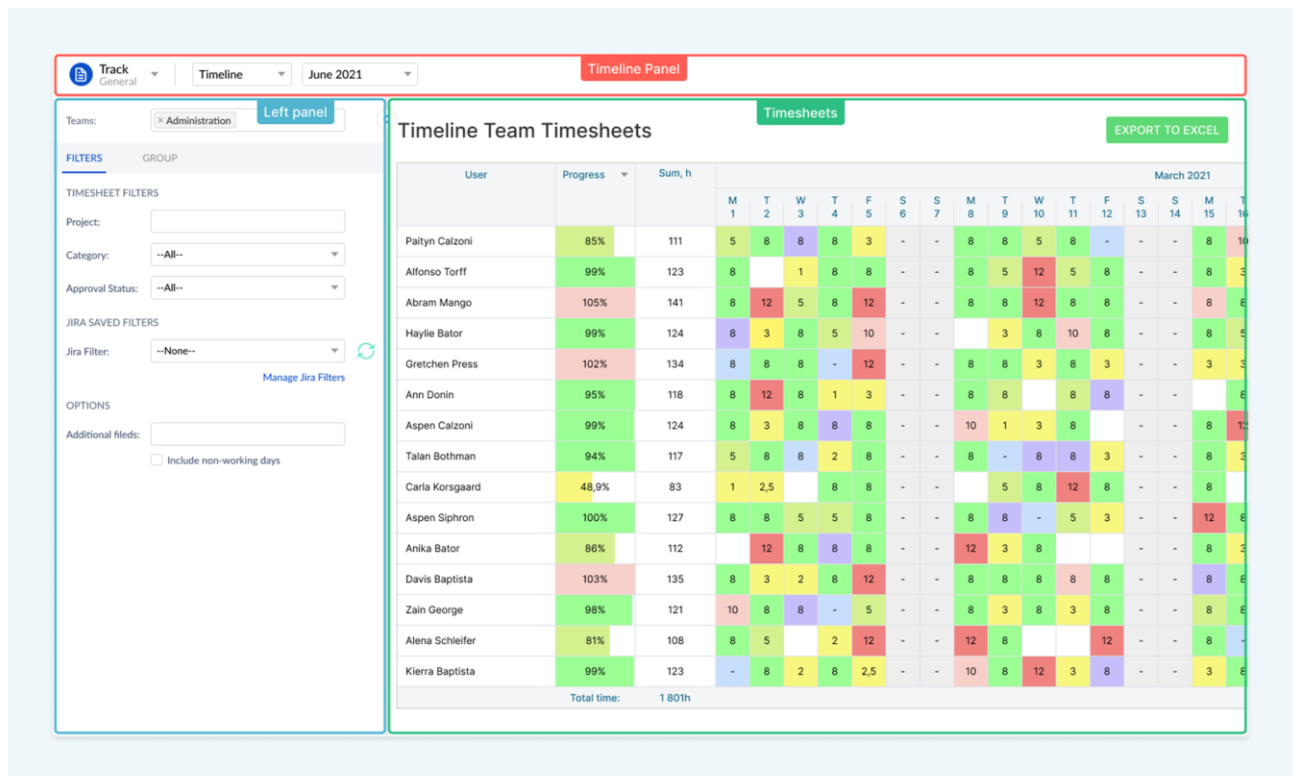 Track
General
Timeline
June 2021
Timeline Panel
Left panel
Teams:
× Administration
FILTERS GROUP
TIMESHEET FILTERS
Project:
Category: --All--
Approval Status: --All--
JIRA SAVED FILTERS
Jira Filter: --None--
Manage Jira Filters
OPTIONS
Additional fileds:
Include non-working days
Timesheets
Timeline Team Timesheets
EXPORT TO EXCEL
User Progress Sum, h March 2021
M T W T F S S M T W T F S S M T
1 2 3 4 5 6 7 8 9 10 11 12 13 14 15 16
Paityn Calzoni 85% 111 5 8 8 8 3 - - 8 8 5 8 - - - 8 10
Alfonso Torff 99% 123 8 1 8 8 - - 8 5 12 5 8 - - 8 3
Abram Mango 105% 141 8 12 5 8 12 - - 8 8 12 8 8 - - 8 8
Haylie Bator 99% 124 8 3 8 5 10 - - 3 8 10 8 - - 8 5
Gretchen Press 102% 134 8 8 8 - 12 - - 8 8 3 8 3 - - 3 3
Ann Donin 95% 118 8 12 8 1 3 - - 8 8 8 8 - - 8
Aspen Calzoni 99% 124 8 3 8 8 8 - - 10 1 3 8 - - 8 12
Talan Bothman 94% 117 5 8 8 2 8 - - 8 - 8 8 3 - - 8 3
Carla Korsgaard 48,9% 83 1 2,5 8 8 - - 5 8 12 8 - - 8
Aspen Siphron 100% 127 8 8 5 5 8 - - 8 8 - 5 3 - - 12 8
Anika Bator 86% 112 12 8 8 8 - - 12 3 8 - - 8 3
Davis Baptista 103% 135 8 3 2 8 12 - - 8 8 8 8 8 - - 8 8
Zain George 98% 121 10 8 8 - 5 - - 8 3 8 3 8 - - 8 8
Alena Schleifer 81% 108 8 5 2 12 - - 12 8 12 - - 8 -
Kierra Baptista 99% 123 - 8 2 8 2,5 - - 10 8 12 3 8 - - 3 8
Total time: 1 801h